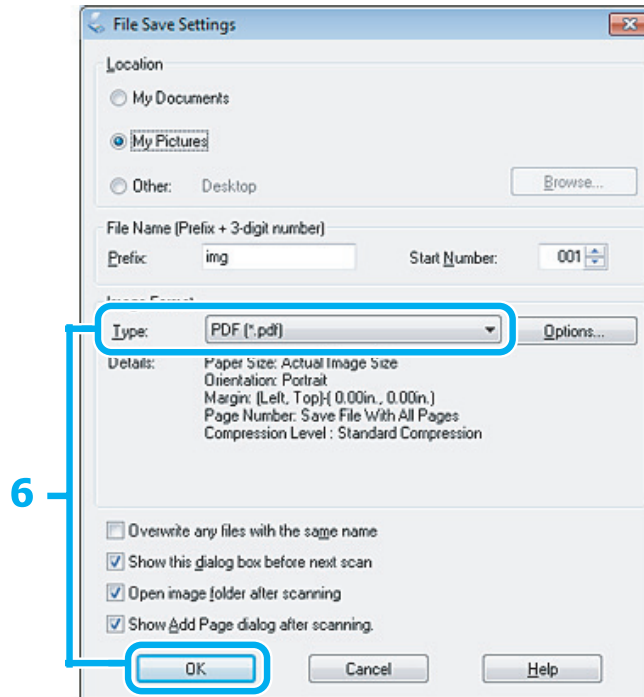 File Save Settings
Location
My Documents
My Pictures
Other: Desktop Browse...
File Name (Prefix + 3-digit number)
Prefix: img Start Number: 001
Image Format
Type: PDF (*.pdf) Options...
Details: Paper Size: Actual Image Size
Orientation: Portrait
Margin: (Left, Top)-( 0.00in., 0.00in.)
Page Number: Save File With All Pages
Compression Level : Standard Compression
6
Overwrite any files with the same name
Show this dialog box before next scan
Open image folder after scanning
Show Add Page dialog after scanning.
OK Cancel Help